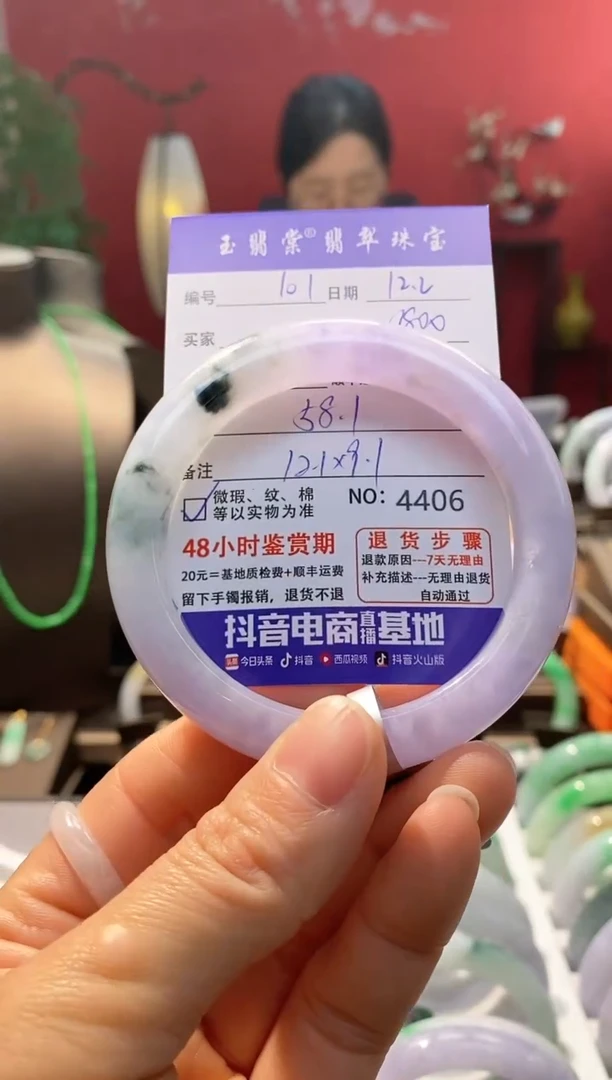 玉翡棠®翡翠珠宝
编号 101 日期 12.2
买家 1800
58.1
备注 12.1x9.1
微瑕、纹、棉
等以实物为准
NO: 4406
48小时鉴赏期
20元=基地质检费+顺丰运费
留下手镯报销，退货不退
退货步骤
退款原因---7天无理由
补充描述---无理由退货
自动通过
抖音电商直播基地
头条 今日头条 抖音 西瓜视频 抖音火山版